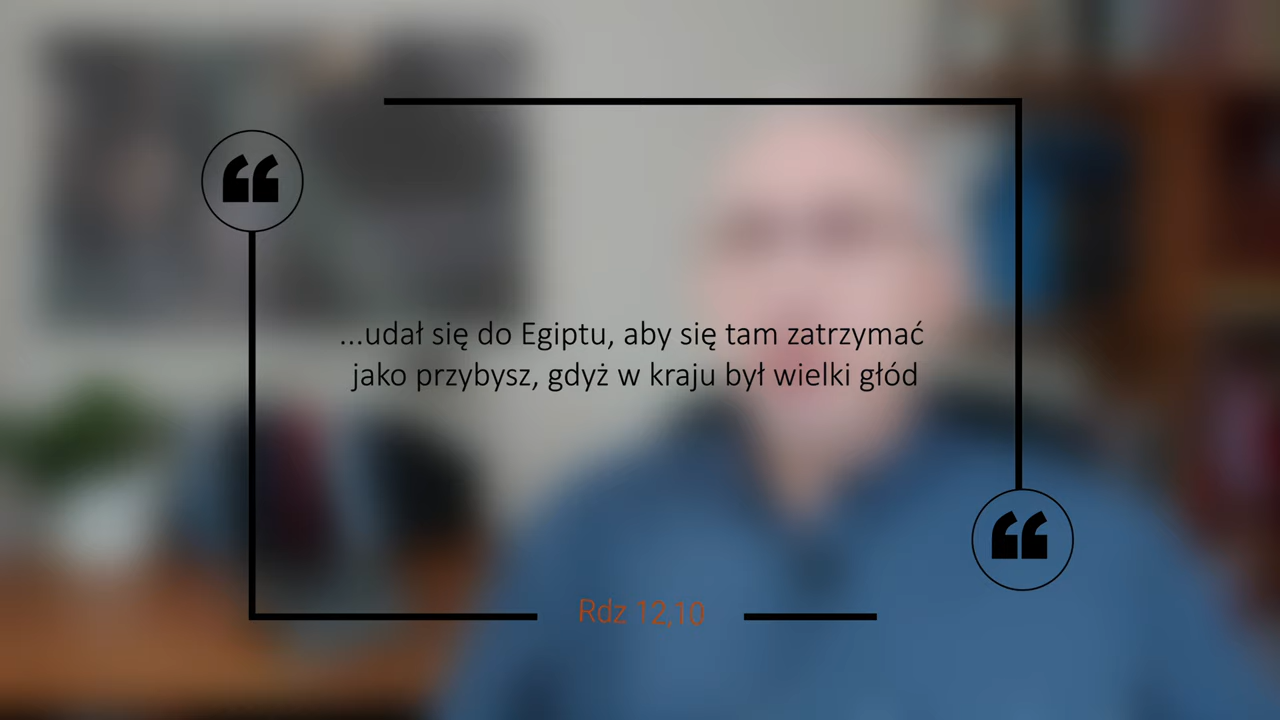 ...udał się do Egiptu, aby się tam zatrzymać
jako przybysz, gdyż w kraju był wielki głód
Rdz 12,10